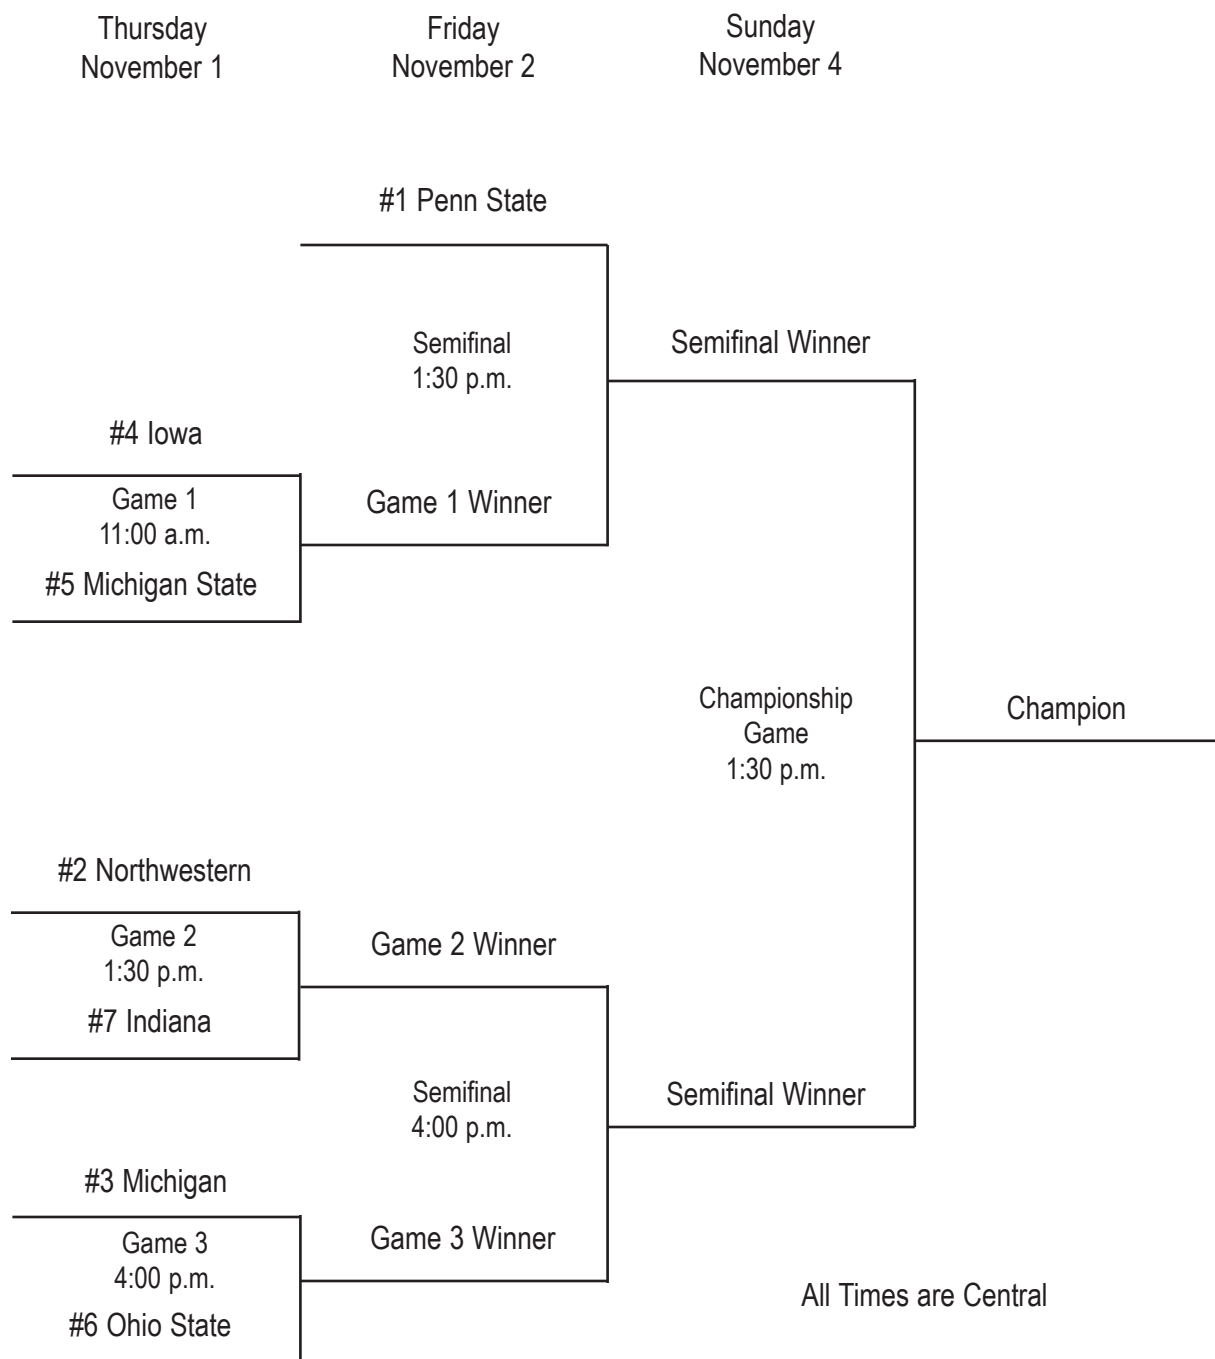 Thursday
November 1
Friday
November 2
Sunday
November 4
#1 Penn State
Semifinal
1:30 p.m.
Semifinal Winner
#4 Iowa
Game 1
11:00 a.m.
Game 1 Winner
#5 Michigan State
Championship
Game
1:30 p.m.
Champion
#2 Northwestern
Game 2
1:30 p.m.
Game 2 Winner
#7 Indiana
Semifinal
4:00 p.m.
Semifinal Winner
#3 Michigan
Game 3
4:00 p.m.
Game 3 Winner
#6 Ohio State
All Times are Central